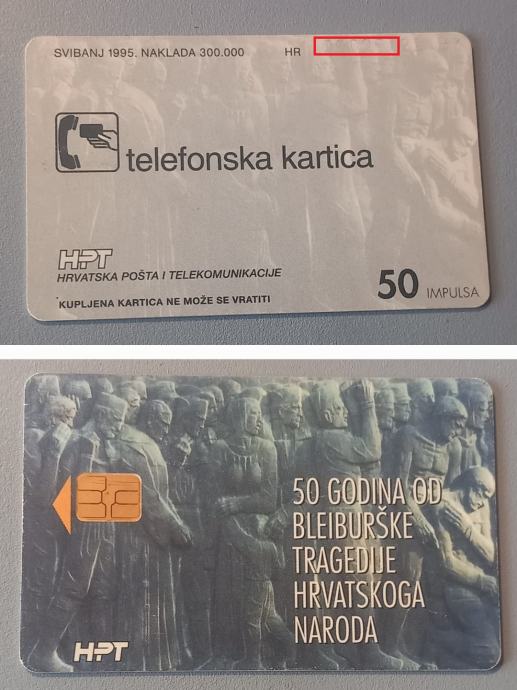 SVIBANJ 1995. NAKLADA 300.000 HR
telefonska kartica
HPT
HRVATSKA POŠTA I TELEKOMUNIKACIJE
KUPLJENA KARTICA NE MOŽE SE VRATITI
50 IMPULSA
50 GODINA OD
BLEIBURŠKE
TRAGEDIJE
HRVATSKOGA
NARODA
HPT